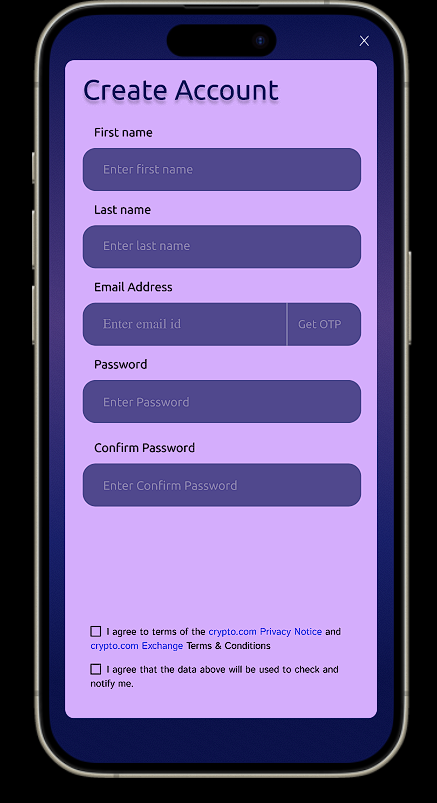 Create Account
First name
Enter first name
Last name
Enter last name
Email Address
Enter email id Get OTP
Password
Enter Password
Confirm Password
Enter Confirm Password
I agree to terms of the crypto.com Privacy Notice and
crypto.com Exchange Terms & Conditions
I agree that the data above will be used to check and
notify me.